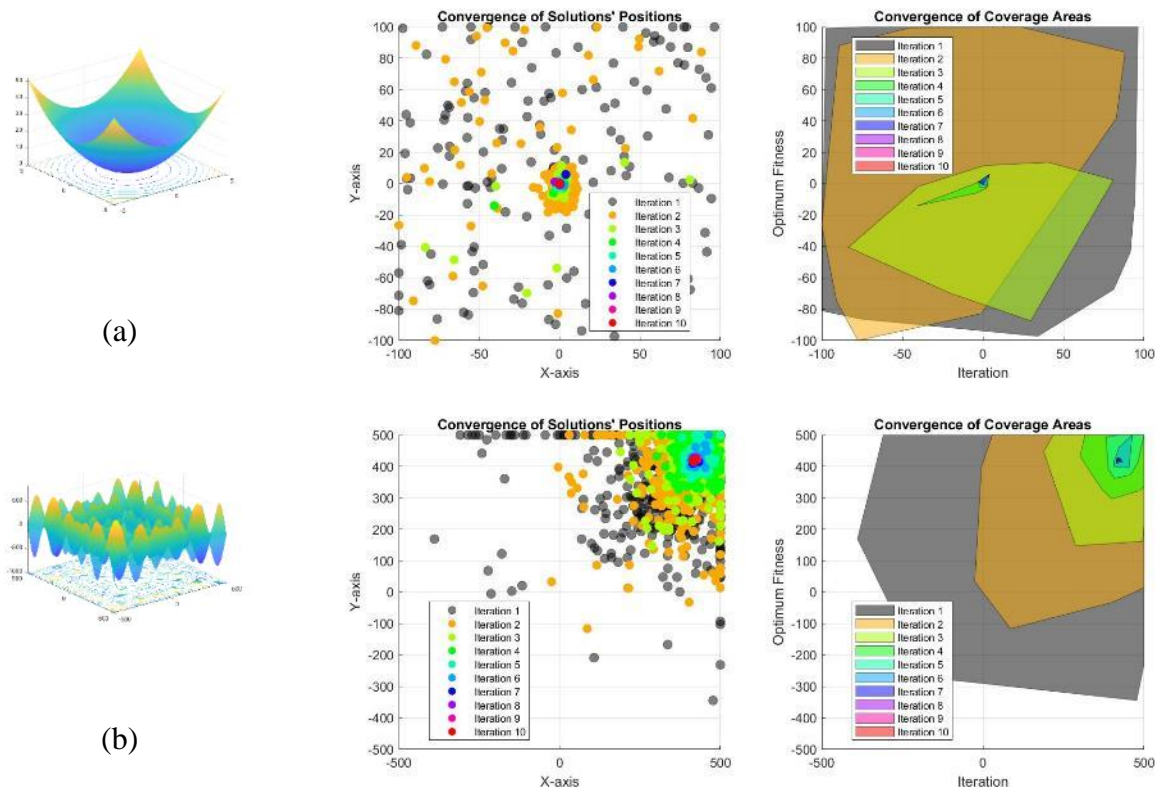 Convergence of Solutions' Positions
100
80
60
40
20
0
-20
-40
-60
-80
-100
Y-axis
-100
-50
0
50
100
X-axis
Iteration 1
Iteration 2
Iteration 3
Iteration 4
Iteration 5
Iteration 6
Iteration 7
Iteration 8
Iteration 9
Iteration 10
Convergence of Coverage Areas
100
80
60
40
20
0
-20
-40
-60
-80
-100
Optimum Fitness
-100
-50
0
50
100
Iteration
Iteration 1
Iteration 2
Iteration 3
Iteration 4
Iteration 5
Iteration 6
Iteration 7
Iteration 8
Iteration 9
Iteration 10
(a)
Convergence of Solutions' Positions
500
400
300
200
100
0
-100
-200
-300
-400
-500
Y-axis
-500
0
500
X-axis
Iteration 1
Iteration 2
Iteration 3
Iteration 4
Iteration 5
Iteration 6
Iteration 7
Iteration 8
Iteration 9
Iteration 10
Convergence of Coverage Areas
500
400
300
200
100
0
-100
-200
-300
-400
-500
Optimum Fitness
-500
0
500
Iteration
Iteration 1
Iteration 2
Iteration 3
Iteration 4
Iteration 5
Iteration 6
Iteration 7
Iteration 8
Iteration 9
Iteration 10
(b)